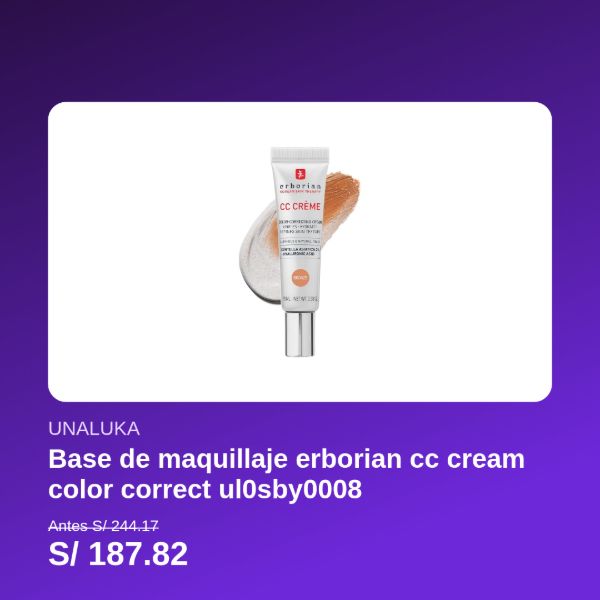 erborian
CC CRÈME
UNALUKA
Base de maquillaje erborian cc cream
color correct ul0sby0008
Antes S/ 244.17
S/ 187.82